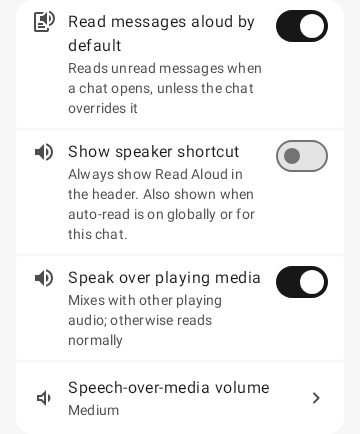 Read messages aloud by
default
Reads unread messages when
a chat opens, unless the chat
overrides it
Show speaker shortcut
Always show Read Aloud in
the header. Also shown when
auto-read is on globally or for
this chat.
Speak over playing media
Mixes with other playing
audio; otherwise reads
normally
Speech-over-media volume
Medium